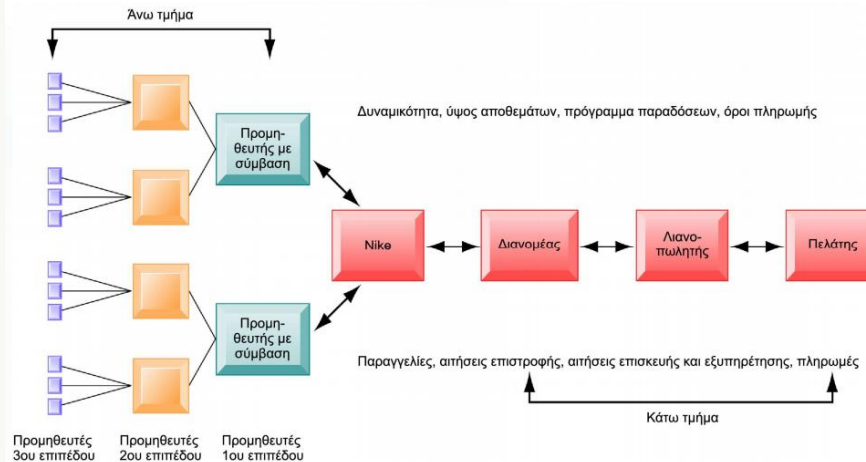 Άνω τμήμα
Δυναμικότητα, ύψος αποθεμάτων, πρόγραμμα παραδόσεων, όροι πληρωμής
Προμη-
θευτής με
σύμβαση
Nike
Διανομέας
Λιανο-
πωλητής
Πελάτης
Προμη-
θευτής με
σύμβαση
Παραγγελίες, αιτήσεις επιστροφής, αιτήσεις επισκευής και εξυπηρέτησης, πληρωμές
Κάτω τμήμα
Προμηθευτές
3ου επιπέδου
Προμηθευτές
2ου επιπέδου
Προμηθευτές
1ου επιπέδου